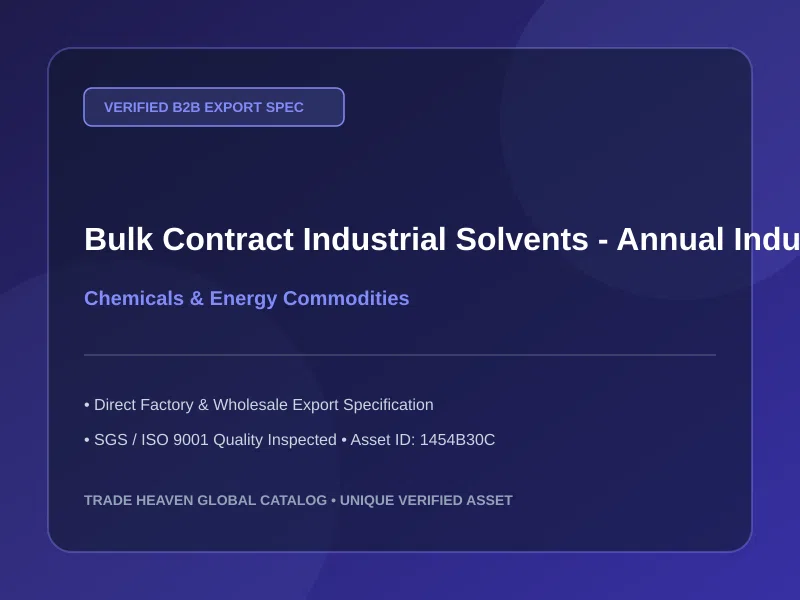 VERIFIED B2B EXPORT SPEC
Bulk Contract Industrial Solvents - Annual Indu
Chemicals & Energy Commodities
• Direct Factory & Wholesale Export Specification
• SGS / ISO 9001 Quality Inspected • Asset ID: 1454B30C
TRADE HEAVEN GLOBAL CATALOG • UNIQUE VERIFIED ASSET